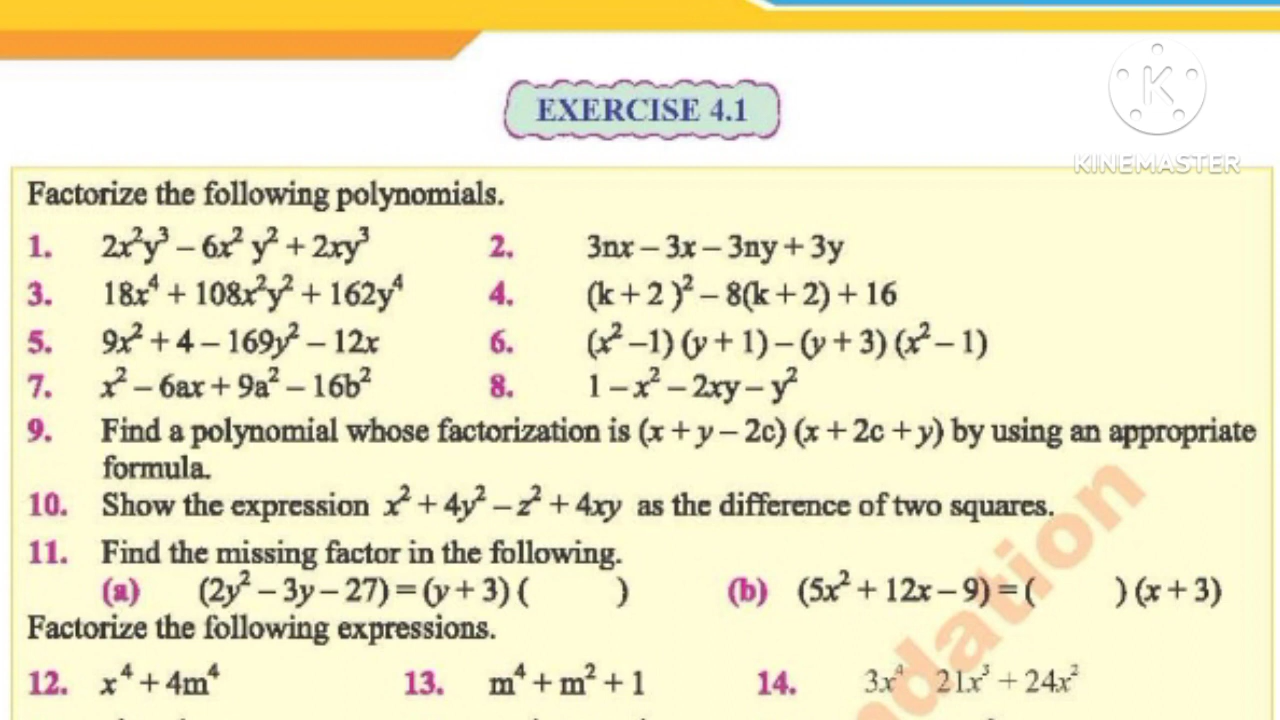 K
KINEMASTER
EXERCISE 4.1
Factorize the following polynomials.
1. 2x²y³ – 6x² y² + 2xy³ 2. 3nx – 3x – 3ny + 3y
3. 18x⁴ + 108x²y² + 162y⁴ 4. (k + 2 )² – 8(k + 2) + 16
5. 9x² + 4 – 169y² – 12x 6. (x² –1) (y + 1) – (y + 3) (x² – 1)
7. x² – 6ax + 9a² – 16b² 8. 1 – x² – 2xy – y²
9. Find a polynomial whose factorization is (x + y – 2c) (x + 2c + y) by using an appropriate
formula.
10. Show the expression x² + 4y² – z² + 4xy as the difference of two squares.
11. Find the missing factor in the following.
(a) (2y² – 3y – 27) = (y + 3) ( ) (b) (5x² + 12x – 9) = ( ) (x + 3)
Factorize the following expressions.
12. x⁴ + 4m⁴ 13. m⁴ + m² + 1 14. 3x⁴ 21x³ + 24x²
ndation